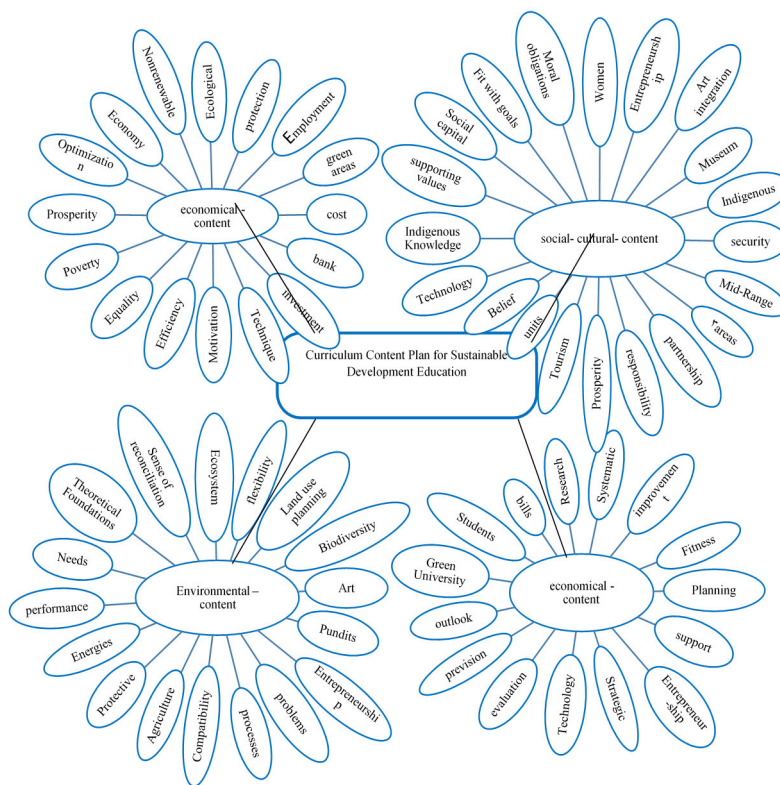 Nonrenewable
Ecological
protection
Employment
green
areas
cost
bank
investment
Technique
Motivation
Efficiency
Equality
Poverty
Prosperity
Optimizatio
n
Economy
economical -
content
Moral
obligations
Women
Entrepreneursh
ip
Art
integration
Museum
Indigenous
security
Mid-Range
۲areas
partnership
responsibility
Prosperity
Tourism
units
Belief
Technology
Indigenous
Knowledge
supporting
values
Social
capital
Fit with goals
social- cultural- content
Curriculum Content Plan for Sustainable
Development Education
Sense of
reconciliation
Ecosystem
flexibility
Land use
planning
Biodiversity
Art
Pundits
Entrepreneurshi
p
problems
processes
Compatibility
Agriculture
Protective
Energies
performance
Needs
Theoretical
Foundations
Environmental –
content
bills
Research
Systematic
improvemen
t
Fitness
Planning
support
Entrepreneur
-ship
Strategic
Technology
evaluation
prevision
outlook
Green
University
Students
economical -
content